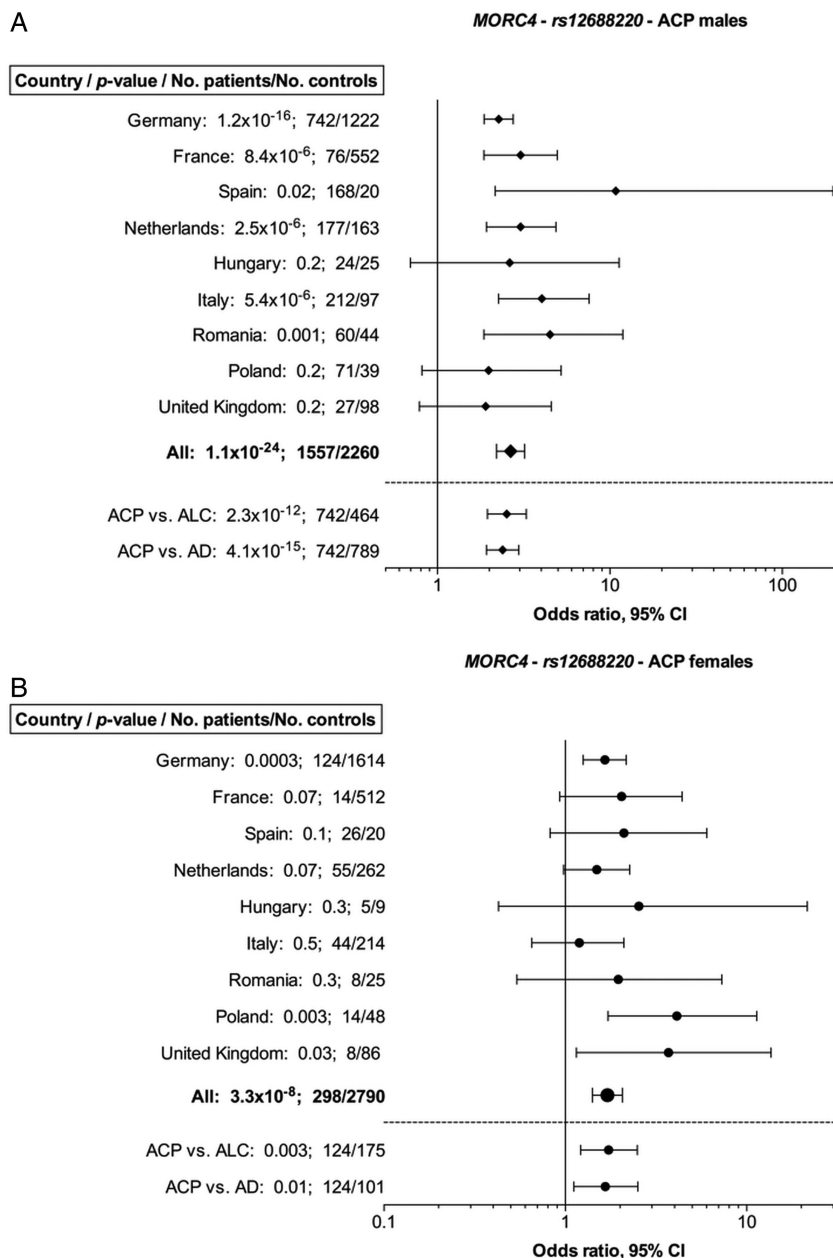 A
MORC4 - rs12688220 - ACP males
Country / p-value / No. patients/No. controls
Germany: 1.2x10⁻¹⁶; 742/1222
France: 8.4x10⁻⁶; 76/552
Spain: 0.02; 168/20
Netherlands: 2.5x10⁻⁶; 177/163
Hungary: 0.2; 24/25
Italy: 5.4x10⁻⁶; 212/97
Romania: 0.001; 60/44
Poland: 0.2; 71/39
United Kingdom: 0.2; 27/98
All: 1.1x10⁻²⁴; 1557/2260
ACP vs. ALC: 2.3x10⁻¹²; 742/464
ACP vs. AD: 4.1x10⁻¹⁵; 742/789
1 10 100
Odds ratio, 95% CI
MORC4 - rs12688220 - ACP females
B
Country / p-value / No. patients/No. controls
Germany: 0.0003; 124/1614
France: 0.07; 14/512
Spain: 0.1; 26/20
Netherlands: 0.07; 55/262
Hungary: 0.3; 5/9
Italy: 0.5; 44/214
Romania: 0.3; 8/25
Poland: 0.003; 14/48
United Kingdom: 0.03; 8/86
All: 3.3x10⁻⁸; 298/2790
ACP vs. ALC: 0.003; 124/175
ACP vs. AD: 0.01; 124/101
0.1 1 10
Odds ratio, 95% CI